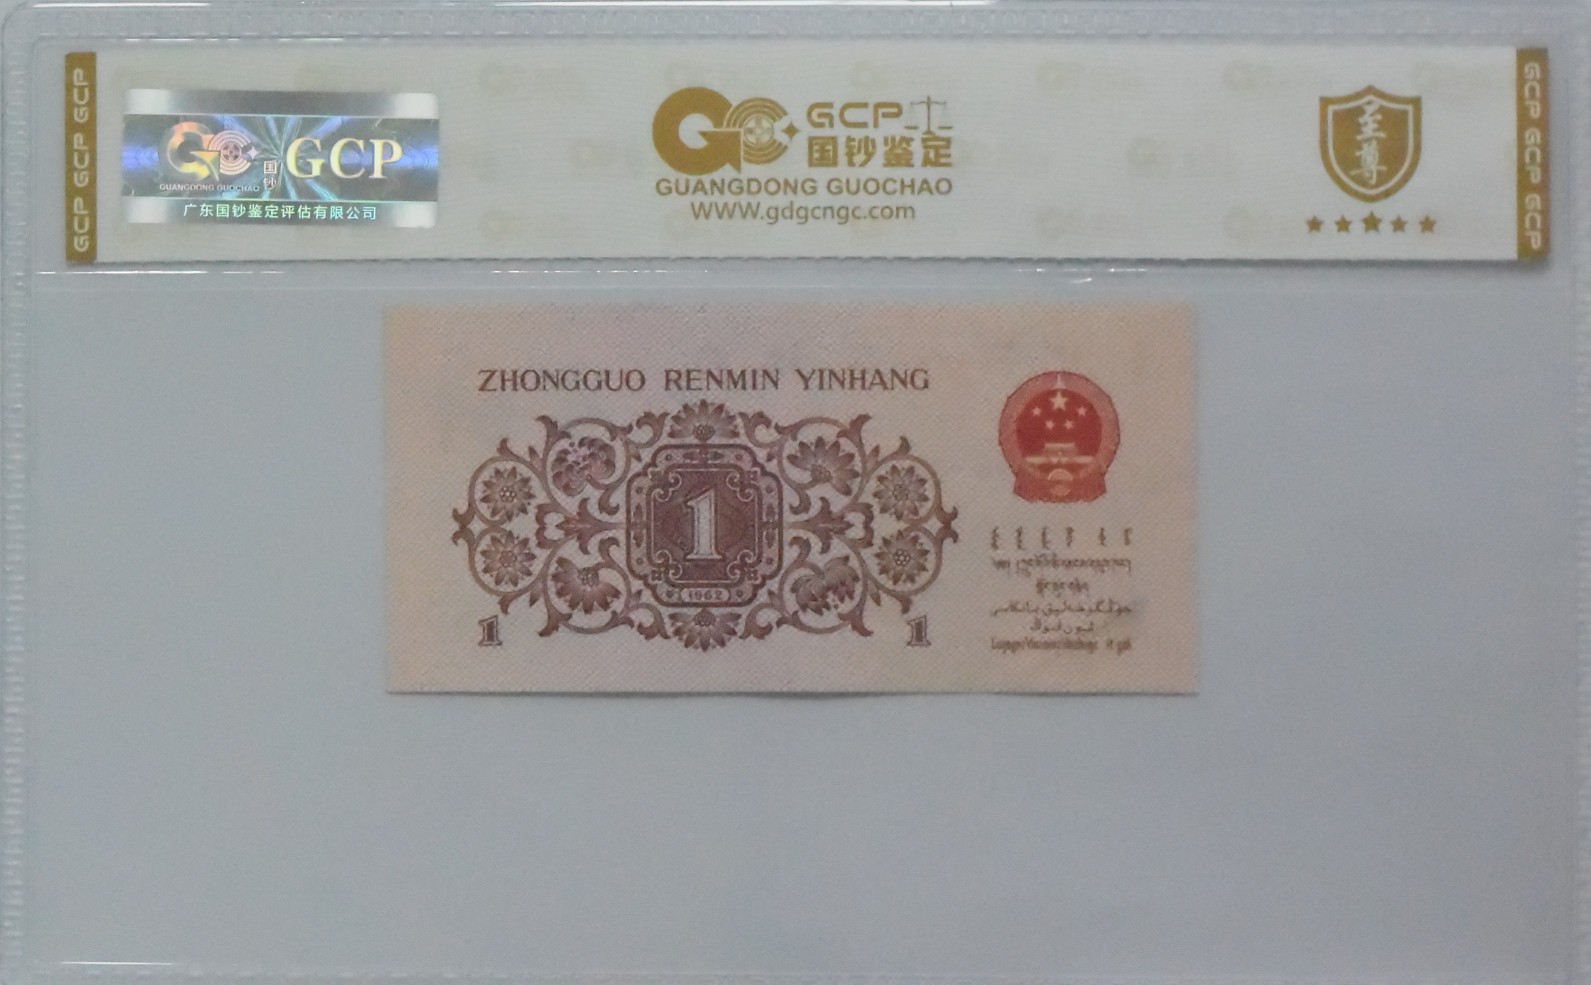 GCP GCP GCP
GCP
国钞
GUANGDONG GUOCHAO
广东国钞鉴定评估有限公司
GCP
国钞鉴定
GUANGDONG GUOCHAO
WWW.gdgcngc.com
至尊
GCP GCP GCP
ZHONGGUO RENMIN YINHANG
1
1962
1
1